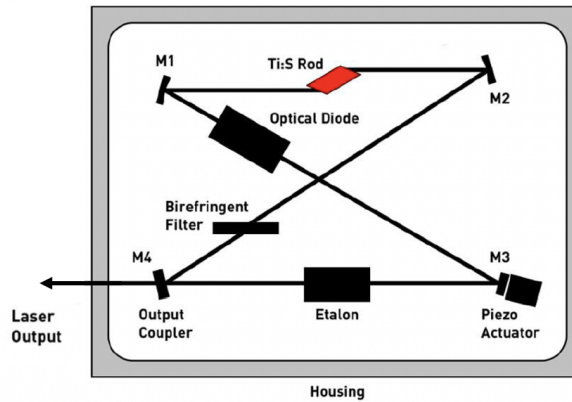 M1
Ti:S Rod
M2
Optical Diode
Birefringent
Filter
M4
M3
Laser
Output
Output
Coupler
Etalon
Piezo
Actuator
Housing